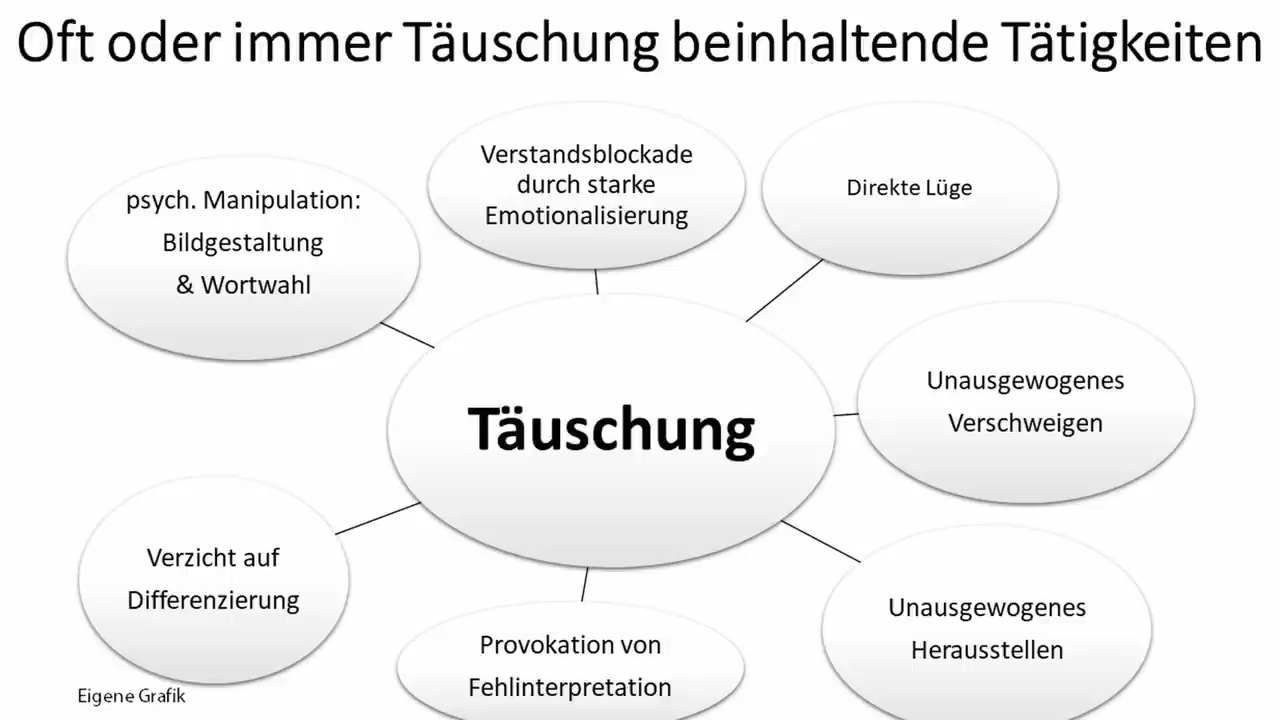 Oft oder immer Täuschung beinhaltende Tätigkeiten
psych. Manipulation:
Bildgestaltung
& Wortwahl
Verstandsblockade
durch starke
Emotionalisierung
Direkte Lüge
Täuschung
Unausgewogenes
Verschweigen
Verzicht auf
Differenzierung
Provokation von
Fehlinterpretation
Unausgewogenes
Herausstellen
Eigene Grafik